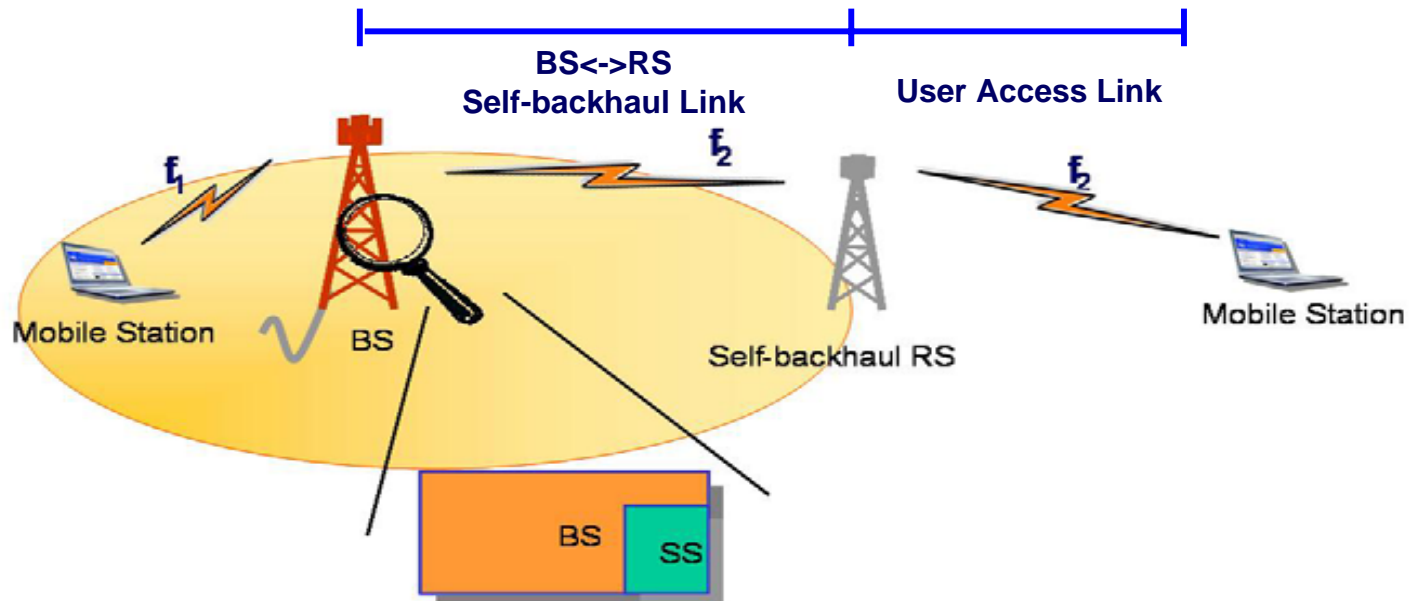 BS<->RS
Self-backhaul Link
User Access Link
f1
f2
f2
Mobile Station
BS
Self-backhaul RS
Mobile Station
BS
SS